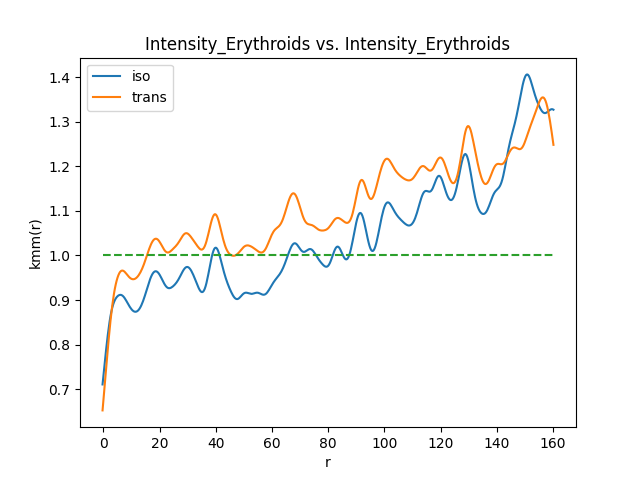 Intensity_Erythroids vs. Intensity_Erythroids
iso
trans
1.4
1.3
1.2
1.1
1.0
0.9
0.8
0.7
kmm(r)
0 20 40 60 80 100 120 140 160
r